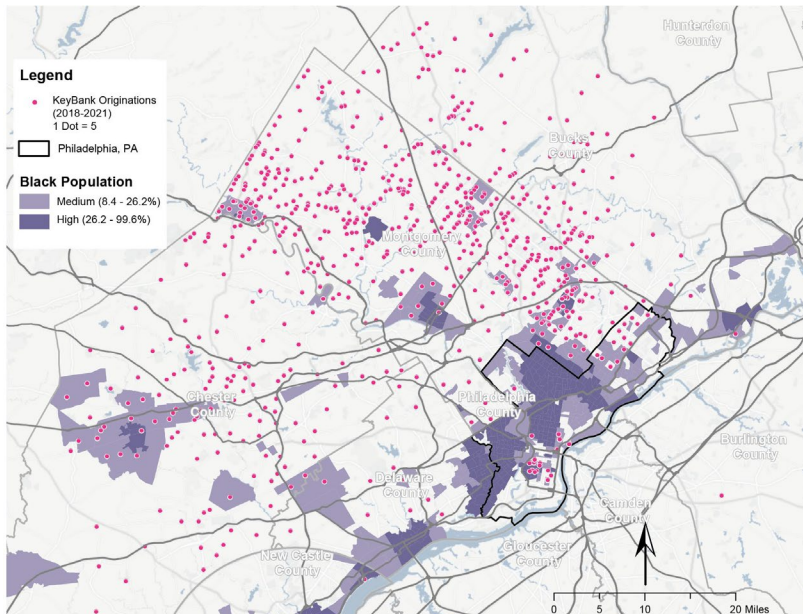 Hunterdon
County
Legend
KeyBank Originations
(2018-2021)
1 Dot = 5
Philadelphia, PA
Black Population
Medium (8.4 - 26.2%)
High (26.2 - 99.6%)
Bucks
County
Montgomery
County
Chester
County
Philadelphia
County
Burlington
County
Delaware
County
Camden
County
New Castle
County
Gloucester
County
0 5 10 20 Miles